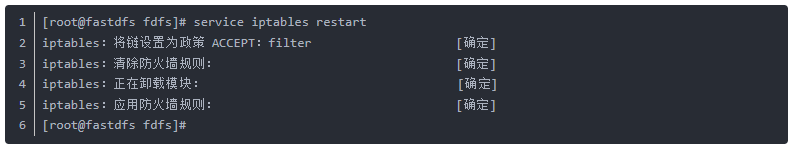 1 [root@fastdfs fdfs]# service iptables restart
2 iptables: 将链设置为政策 ACCEPT: filter                    [确定]
3 iptables: 清除防火墙规则:                                 [确定]
4 iptables: 正在卸载模块:                                   [确定]
5 iptables: 应用防火墙规则:                                 [确定]
6 [root@fastdfs fdfs]#